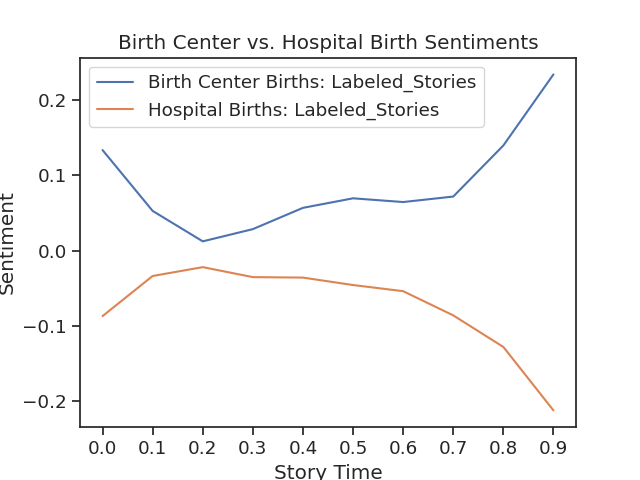 Birth Center vs. Hospital Birth Sentiments
Birth Center Births: Labeled_Stories
Hospital Births: Labeled_Stories
Sentiment
0.2
0.1
0.0
−0.1
−0.2
0.0 0.1 0.2 0.3 0.4 0.5 0.6 0.7 0.8 0.9
Story Time